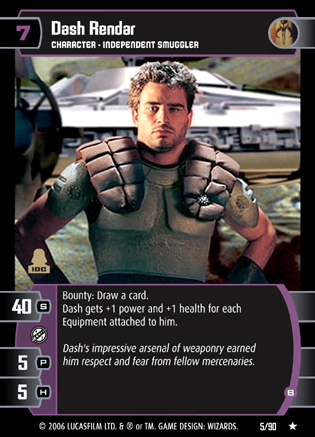 7
Dash Rendar
CHARACTER • INDEPENDENT SMUGGLER
IDC
40 S
Bounty: Draw a card.
Dash gets +1 power and +1 health for each
Equipment attached to him.
5 P
Dash's impressive arsenal of weaponry earned
him respect and fear from fellow mercenaries.
5 H
B
© 2006 LUCASFILM LTD. & ® or TM. GAME DESIGN: WIZARDS. 5/90 ★